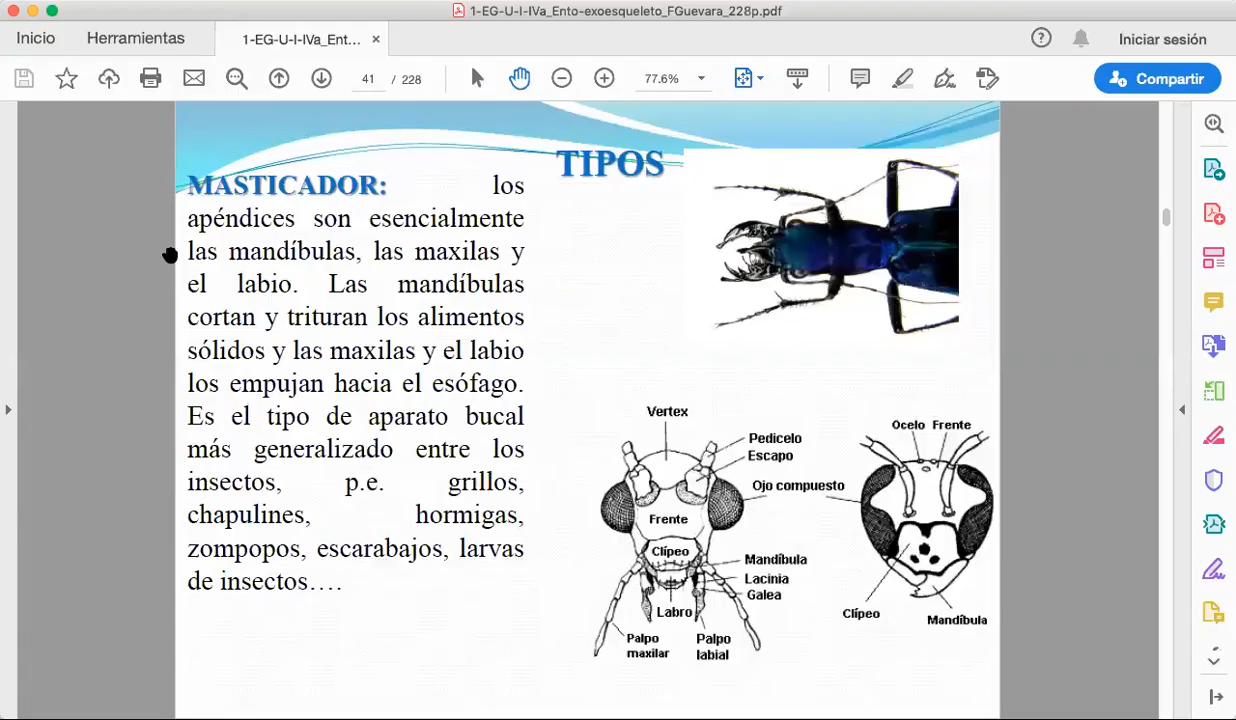 1-EG-U-I-IVa_Ento-exoesqueleto_FGuevara_228p.pdf
Inicio
Herramientas
1-EG-U-I-IVa_Ent... ×
Iniciar sesión
41 / 228
77.6%
Compartir
TIPOS
MASTICADOR: los
apéndices son esencialmente
las mandíbulas, las maxilas y
el labio. Las mandíbulas
cortan y trituran los alimentos
sólidos y las maxilas y el labio
los empujan hacia el esófago.
Es el tipo de aparato bucal
más generalizado entre los
insectos, p.e. grillos,
chapulines, hormigas,
zompopos, escarabajos, larvas
de insectos….
Vertex
Pedicelo
Escapo
Ojo compuesto
Frente
Clípeo
Mandíbula
Lacinia
Galea
Labro
Palpo
maxilar
Palpo
labial
Ocelo Frente
Clípeo
Mandíbula